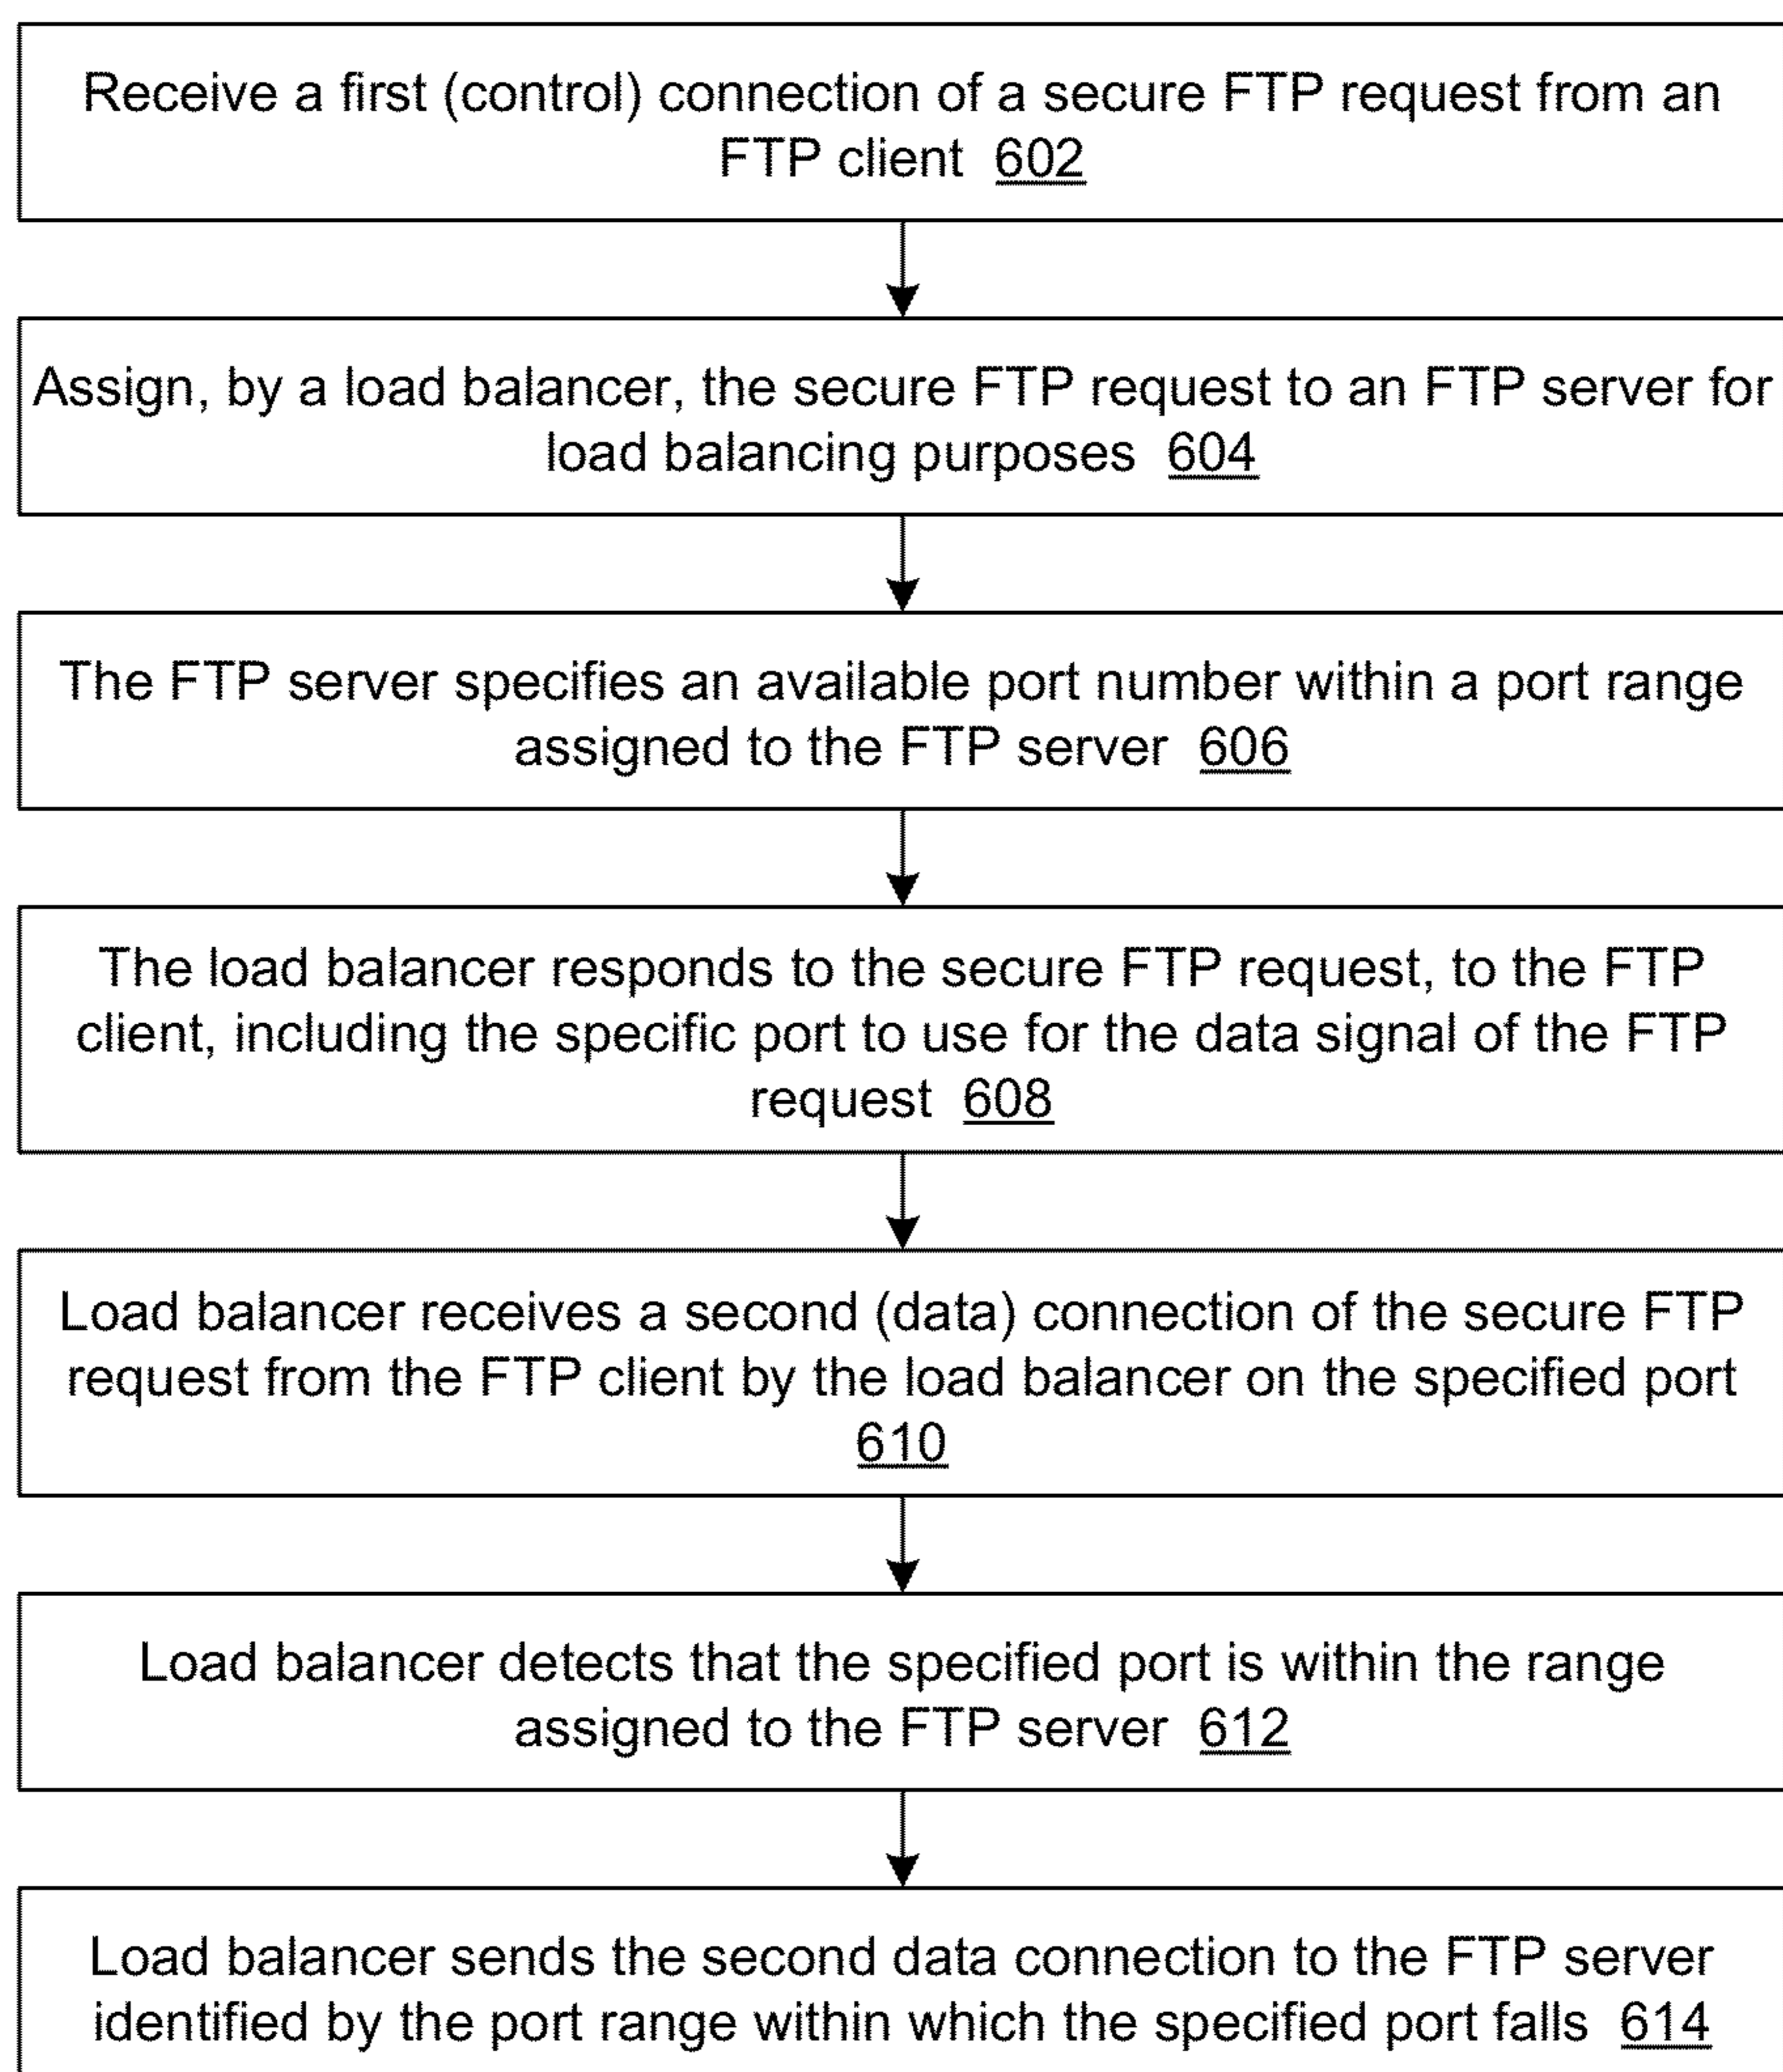 Receive a first (control) connection of a secure FTP request from an
FTP client 602
Assign, by a load balancer, the secure FTP request to an FTP server for
load balancing purposes 604
The FTP server specifies an available port number within a port range
assigned to the FTP server 606
The load balancer responds to the secure FTP request, to the FTP
client, including the specific port to use for the data signal of the FTP
request 608
Load balancer receives a second (data) connection of the secure FTP
request from the FTP client by the load balancer on the specified port
610
Load balancer detects that the specified port is within the range
assigned to the FTP server 612
Load balancer sends the second data connection to the FTP server
identified by the port range within which the specified port falls 614